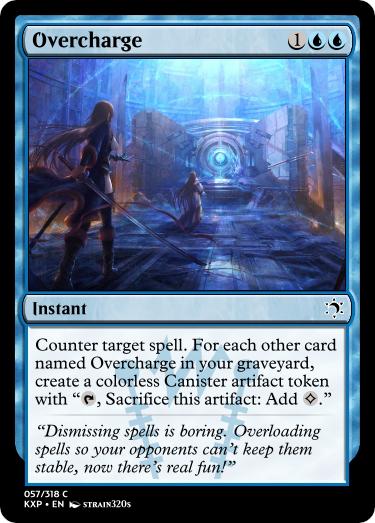 Overcharge 1
Instant
Counter target spell. For each other card
named Overcharge in your graveyard,
create a colorless Canister artifact token
with “, Sacrifice this artifact: Add .”
“Dismissing spells is boring. Overloading
spells so your opponents can’t keep them
stable, now there’s real fun!”
057/318 C
KXP • EN STRAIN320S